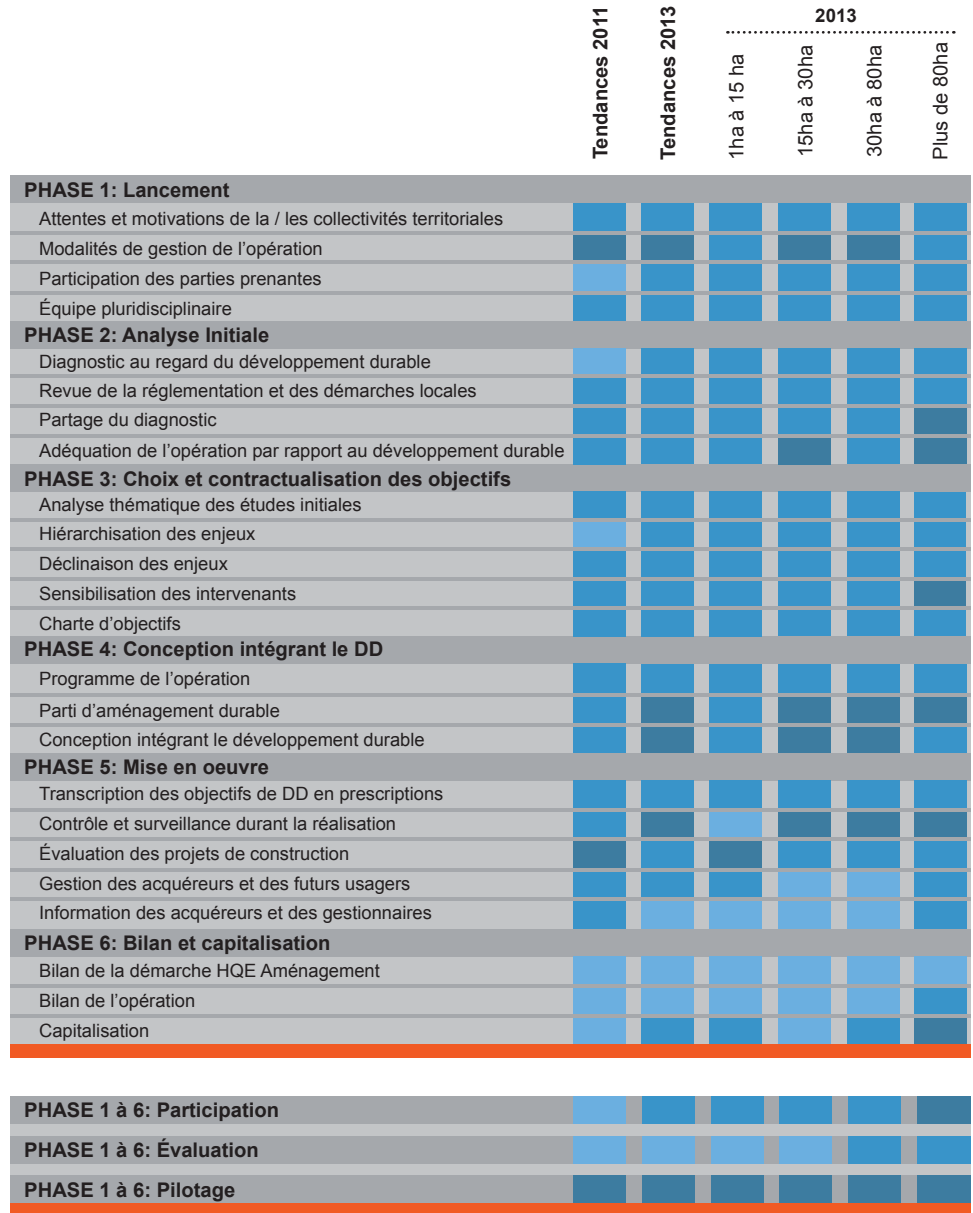 Tendances 2011
Tendances 2013
2013
1ha à 15 ha
15ha à 30ha
30ha à 80ha
Plus de 80ha
PHASE 1: Lancement
Attentes et motivations de la / les collectivités territoriales
Modalités de gestion de l’opération
Participation des parties prenantes
Équipe pluridisciplinaire
PHASE 2: Analyse Initiale
Diagnostic au regard du développement durable
Revue de la réglementation et des démarches locales
Partage du diagnostic
Adéquation de l’opération par rapport au développement durable
PHASE 3: Choix et contractualisation des objectifs
Analyse thématique des études initiales
Hiérarchisation des enjeux
Déclinaison des enjeux
Sensibilisation des intervenants
Charte d’objectifs
PHASE 4: Conception intégrant le DD
Programme de l’opération
Parti d’aménagement durable
Conception intégrant le développement durable
PHASE 5: Mise en oeuvre
Transcription des objectifs de DD en prescriptions
Contrôle et surveillance durant la réalisation
Évaluation des projets de construction
Gestion des acquéreurs et des futurs usagers
Information des acquéreurs et des gestionnaires
PHASE 6: Bilan et capitalisation
Bilan de la démarche HQE Aménagement
Bilan de l’opération
Capitalisation
PHASE 1 à 6: Participation
PHASE 1 à 6: Évaluation
PHASE 1 à 6: Pilotage